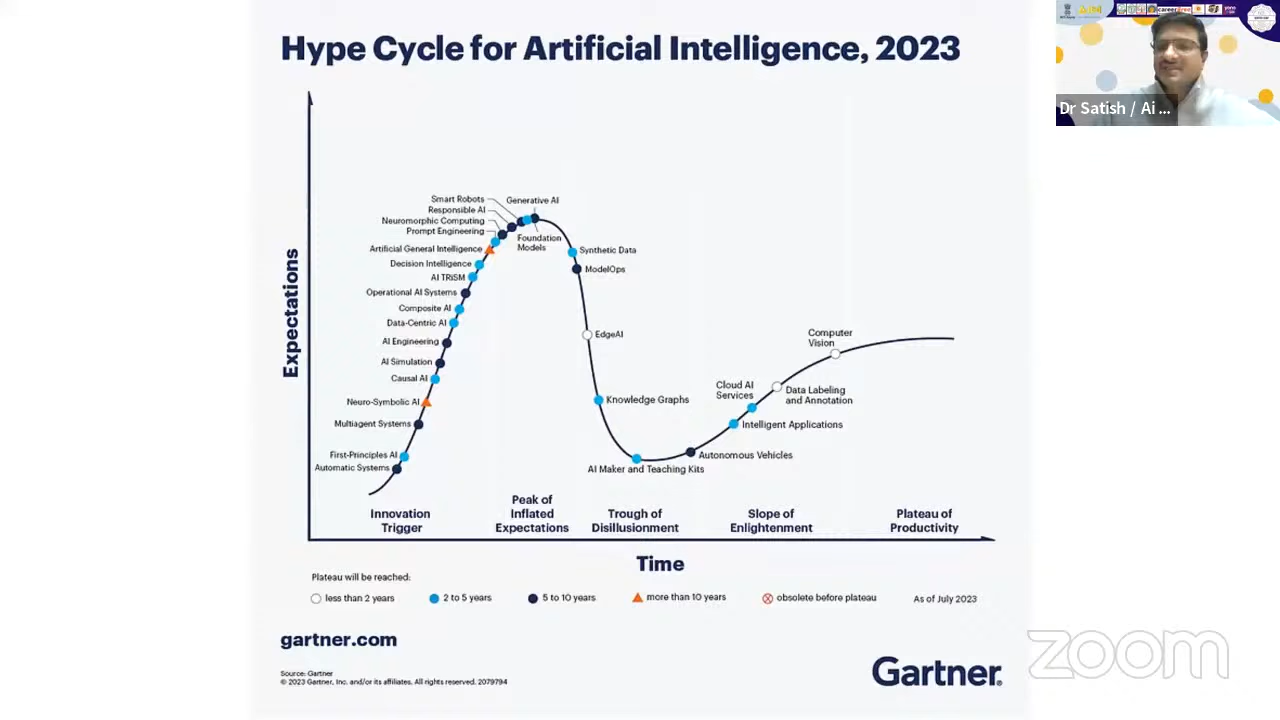 Hype Cycle for Artificial Intelligence, 2023
Dr Satish / Ai ...
Expectations
Smart Robots
Responsible AI
Neuromorphic Computing
Prompt Engineering
Artificial General Intelligence
Decision Intelligence
AI TRiSM
Operational AI Systems
Composite AI
Data-Centric AI
AI Engineering
AI Simulation
Causal AI
Neuro-Symbolic AI
Multiagent Systems
First-Principles AI
Automatic Systems
Generative AI
Foundation
Models
Synthetic Data
ModelOps
EdgeAI
Knowledge Graphs
AI Maker and Teaching Kits
Autonomous Vehicles
Intelligent Applications
Cloud AI
Services
Data Labeling
and Annotation
Computer
Vision
Innovation
Trigger
Peak of
Inflated
Expectations
Trough of
Disillusionment
Slope of
Enlightenment
Plateau of
Productivity
Time
Plateau will be reached:
less than 2 years
2 to 5 years
5 to 10 years
more than 10 years
obsolete before plateau
As of July 2023
gartner.com
Source: Gartner
© 2023 Gartner, Inc. and/or its affiliates. All rights reserved. 2079794
Gartner®
zoom